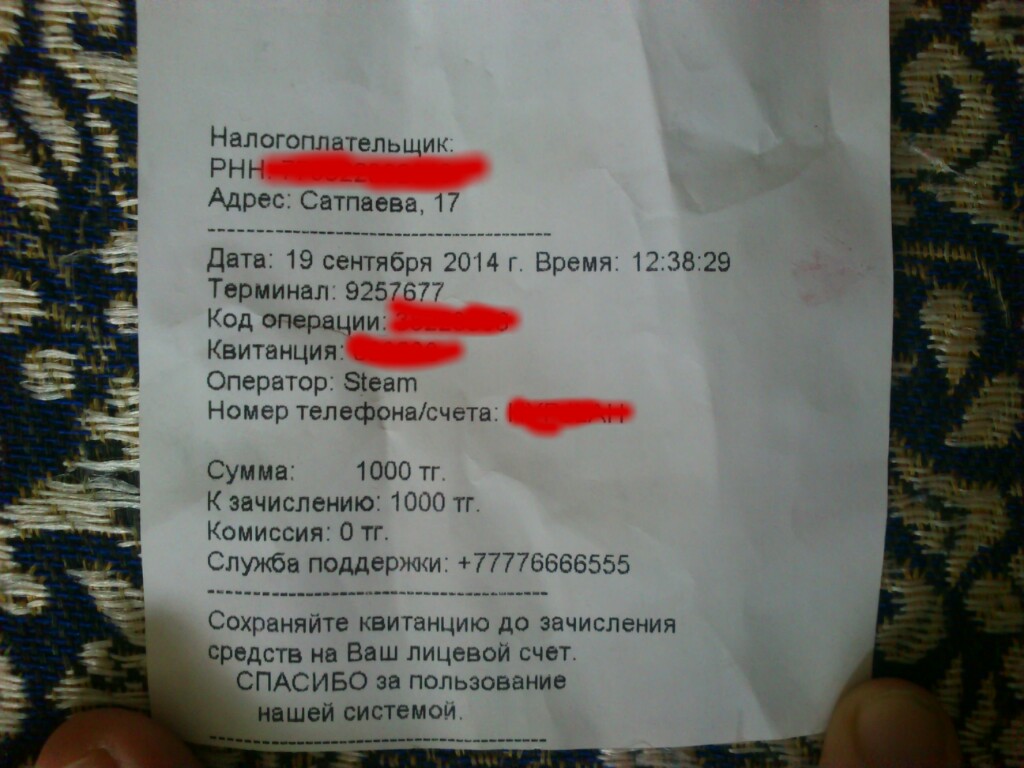 Налогоплательщик:
РНН:
Адрес: Сатпаева, 17
----------------------------------------
Дата: 19 сентября 2014 г. Время: 12:38:29
Терминал: 9257677
Код операции:
Квитанция:
Оператор: Steam
Номер телефона/счета:
Сумма: 1000 тг.
К зачислению: 1000 тг.
Комиссия: 0 тг.
Служба поддержки: +77776666555
----------------------------------------
Сохраняйте квитанцию до зачисления
средств на Ваш лицевой счет.
СПАСИБО за пользование
нашей системой.
----------------------------------------